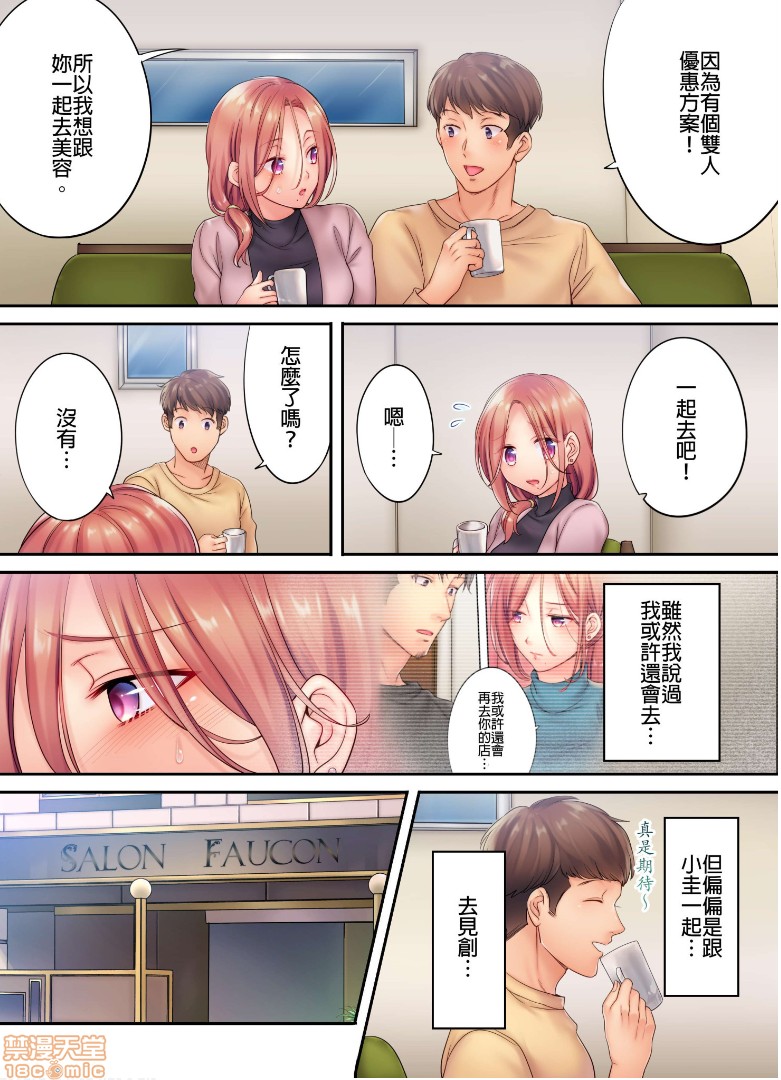 因為有個雙人
優惠方案！
所以我想跟
妳一起去美容。
一起去吧！
嗯─…
怎麼了嗎？
沒有…
雖然我說過
我或許還會去…
我或許還會
再去你的店…
但偏偏是跟
小圭一起…
真是期待～
去見創…
SALON FAUCON
禁漫天堂
18comic